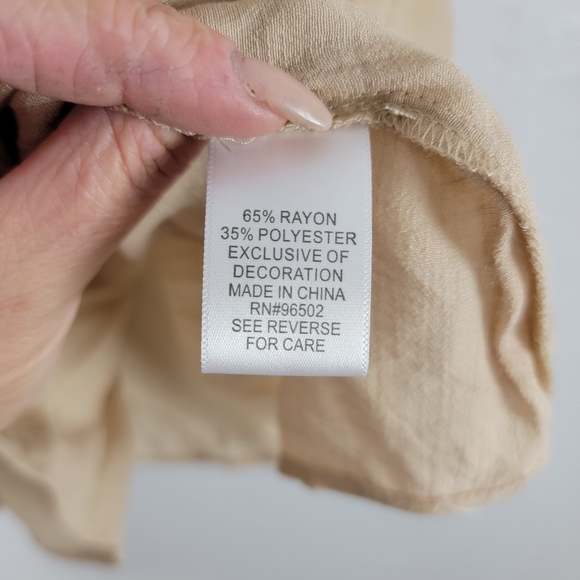 65% RAYON
35% POLYESTER
EXCLUSIVE OF
DECORATION
MADE IN CHINA
RN#96502
SEE REVERSE
FOR CARE